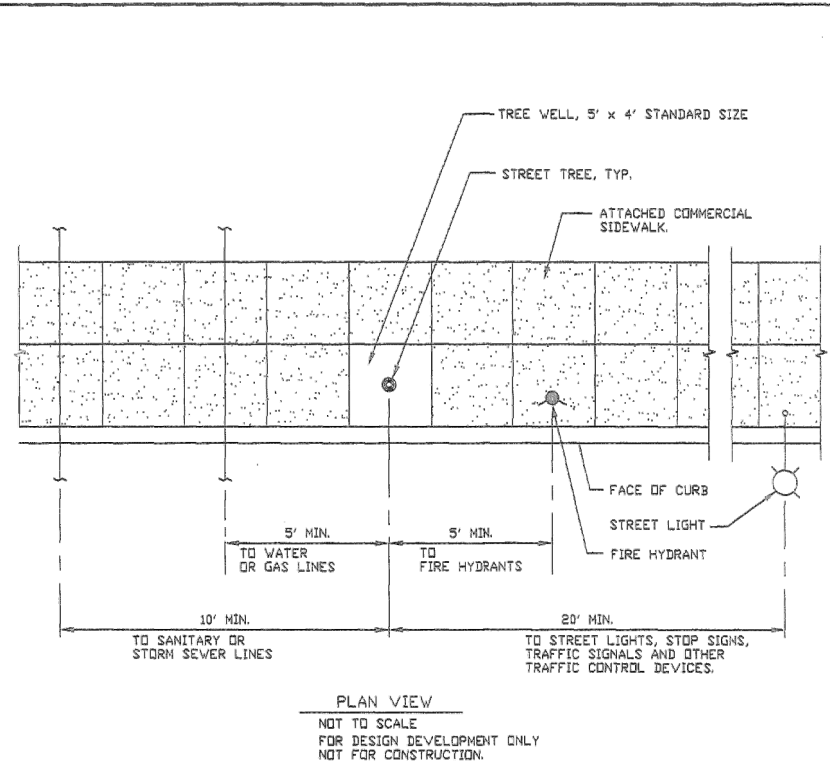 TREE WELL, 5' x 4' STANDARD SIZE
STREET TREE, TYP.
ATTACHED COMMERCIAL
SIDEWALK.
FACE OF CURB
STREET LIGHT
FIRE HYDRANT
5' MIN.
TO WATER
OR GAS LINES
5' MIN.
TO
FIRE HYDRANTS
10' MIN.
TO SANITARY OR
STORM SEWER LINES
20' MIN.
TO STREET LIGHTS, STOP SIGNS,
TRAFFIC SIGNALS AND OTHER
TRAFFIC CONTROL DEVICES.
PLAN VIEW
NOT TO SCALE
FOR DESIGN DEVELOPMENT ONLY
NOT FOR CONSTRUCTION.